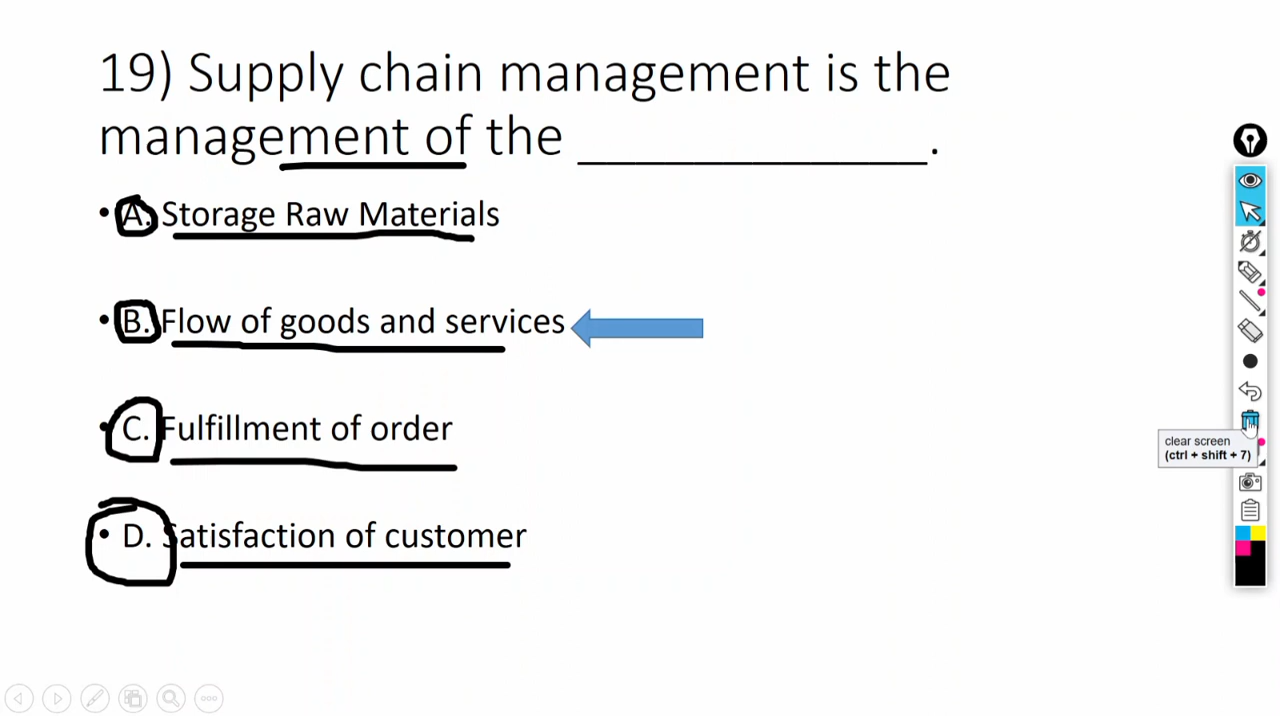 19) Supply chain management is the
management of the _______________.
• A. Storage Raw Materials
• B. Flow of goods and services
• C. Fulfillment of order
• D. Satisfaction of customer
clear screen
(ctrl + shift + 7)